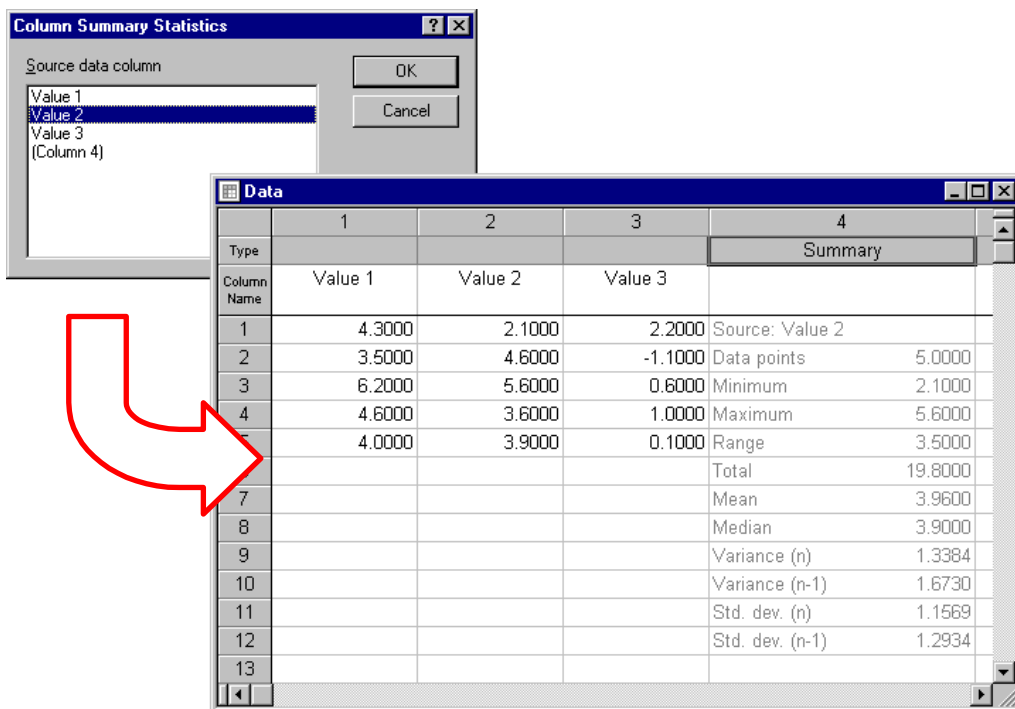 Column Summary Statistics
Source data column
OK
Value 1
Value 2
Value 3
(Column 4)
Cancel
Data
1 2 3 4
Type Summary
Column Name Value 1 Value 2 Value 3
1 4.3000 2.1000 2.2000 Source: Value 2
2 3.5000 4.6000 -1.1000 Data points 5.0000
3 6.2000 5.6000 0.6000 Minimum 2.1000
4 4.6000 3.6000 1.0000 Maximum 5.6000
4.0000 3.9000 0.1000 Range 3.5000
Total 19.8000
7 Mean 3.9600
8 Median 3.9000
9 Variance (n) 1.3384
10 Variance (n-1) 1.6730
11 Std. dev. (n) 1.1569
12 Std. dev. (n-1) 1.2934
13